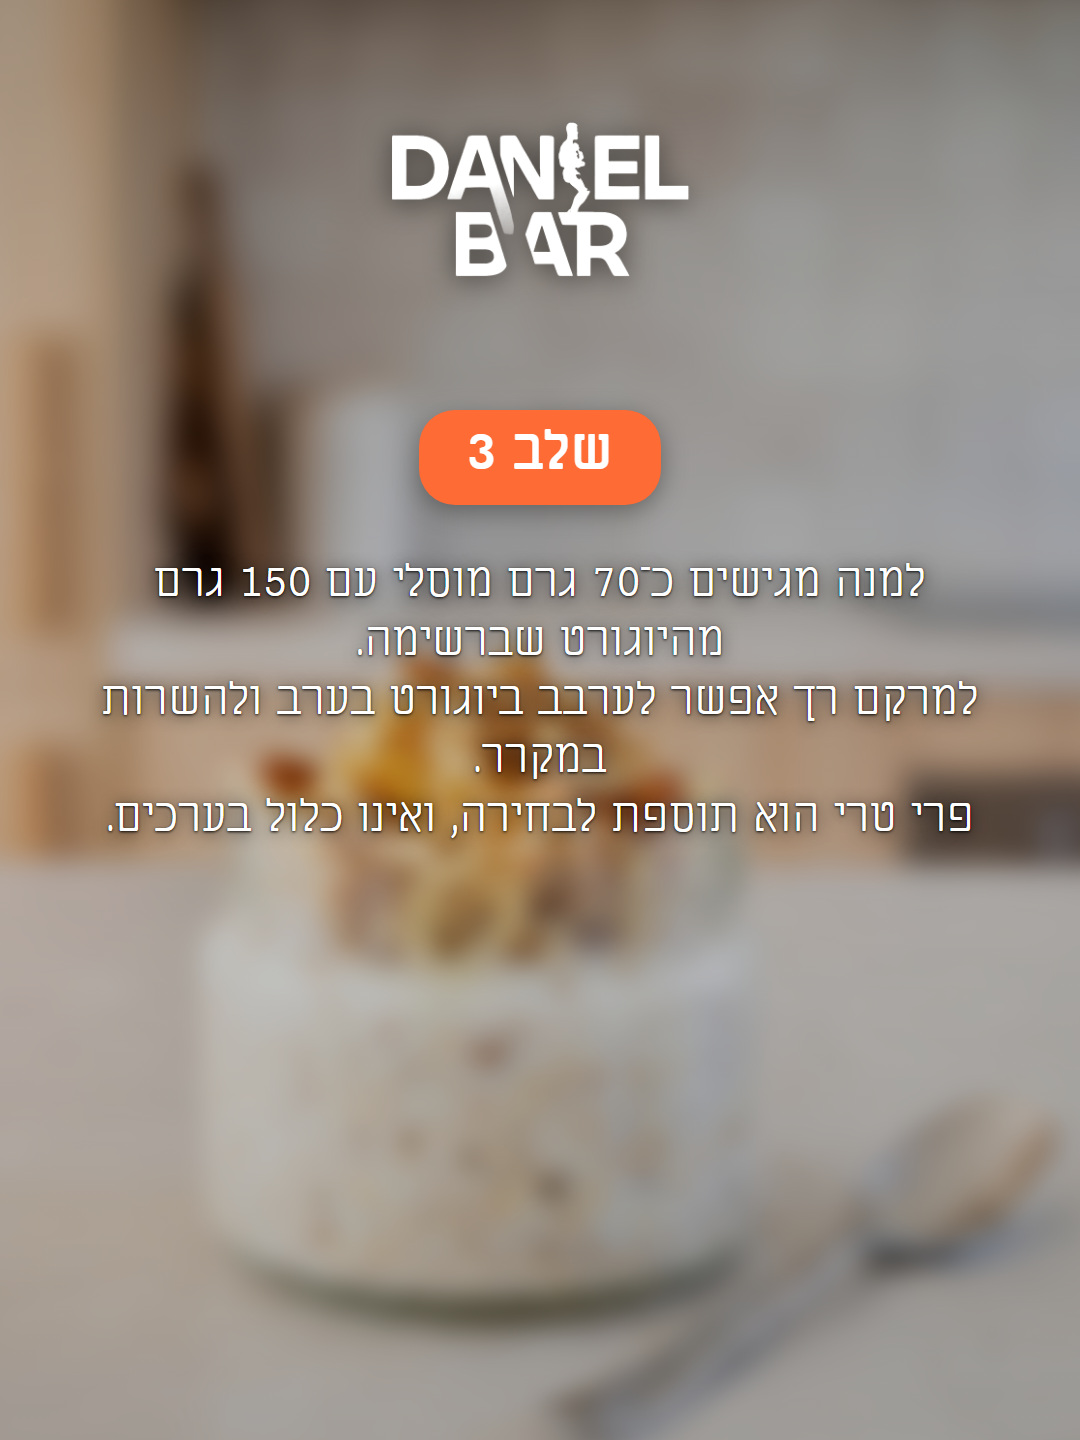 DANIEL
BAR
שלב 3
למנה מגישים כ־70 גרם מוסלי עם 150 גרם
מהיוגורט שברשימה.
למרקם רך אפשר לערבב ביוגורט בערב ולהשרות
במקרר.
פרי טרי הוא תוספת לבחירה, ואינו כלול בערכים.